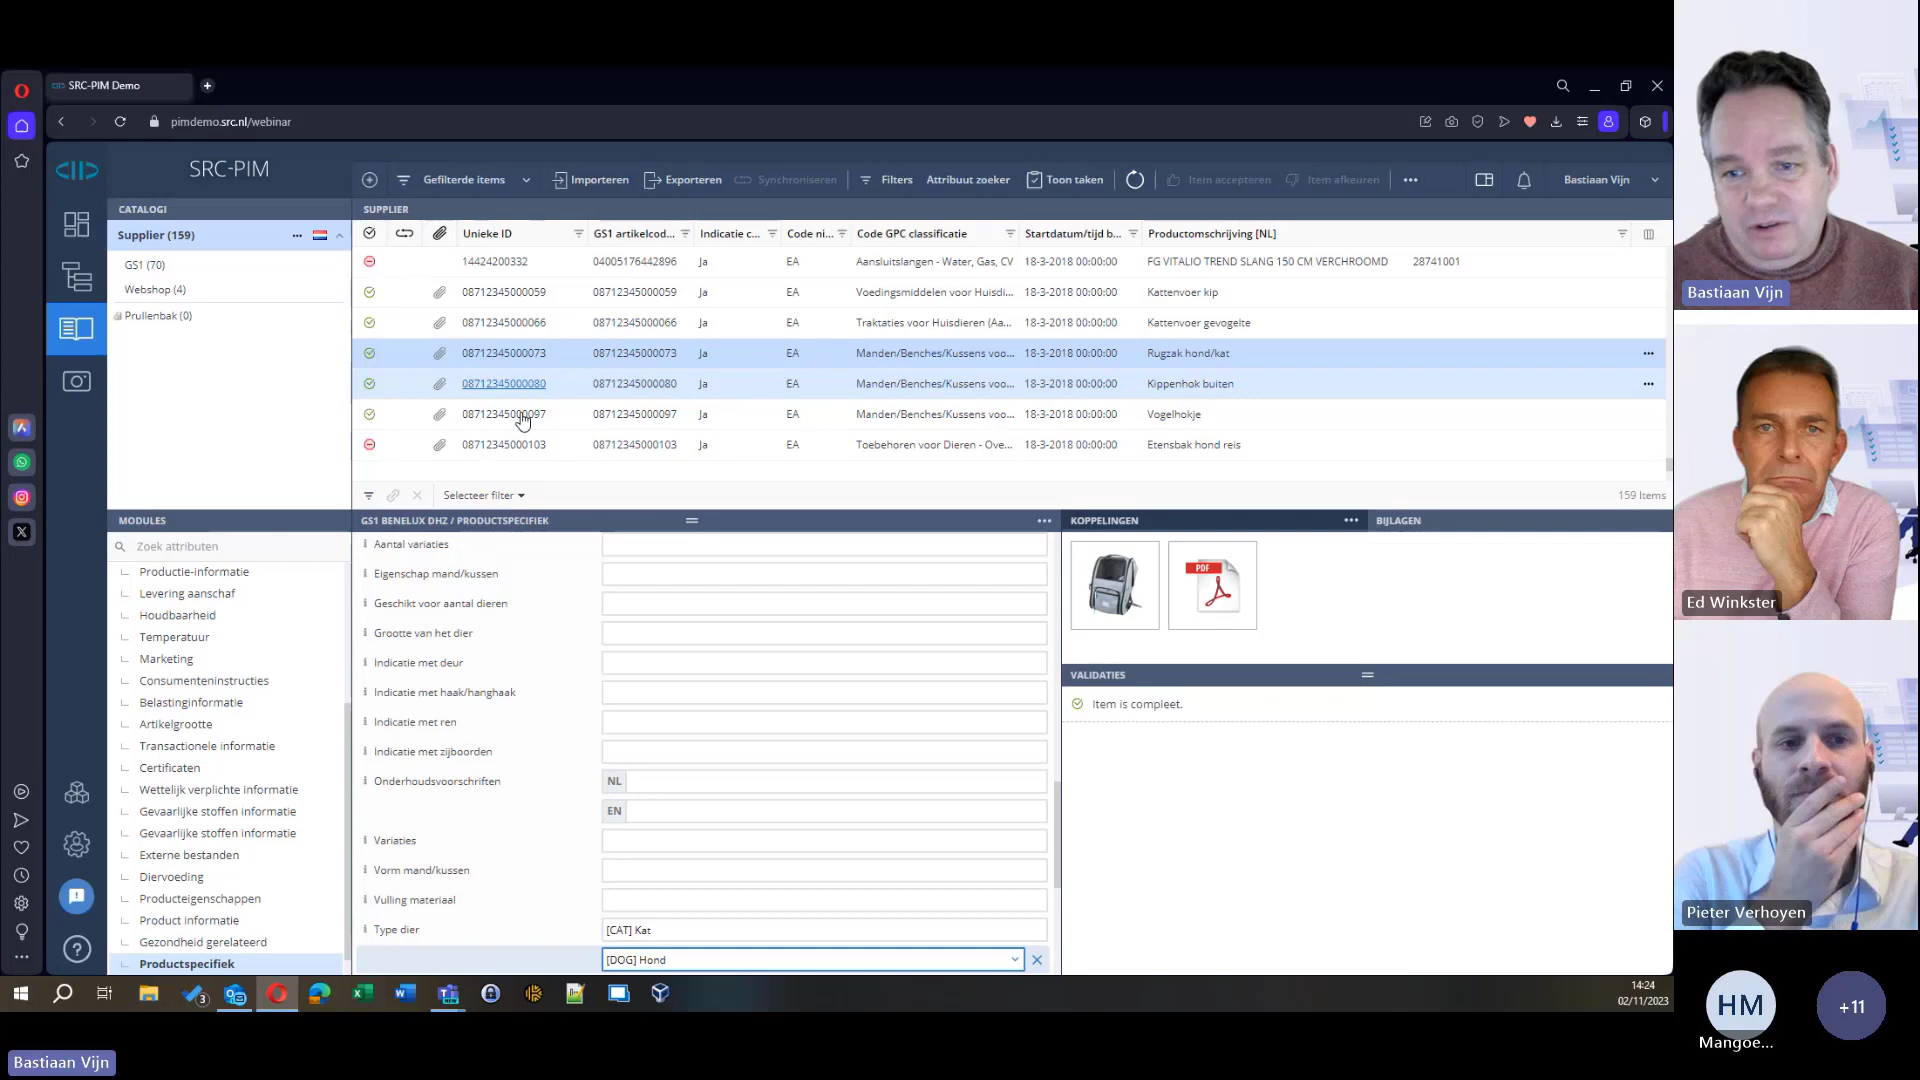 SRC-PIM Demo
pimdemo.src.nl/webinar
SRC-PIM
Gefilterde items
Importeren
Exporteren
Synchroniseren
Filters
Attribuut zoeker
Toon taken
Item accepteren
Item afkeuren
Bastiaan Vijn
CATALOGI
SUPPLIER
Supplier (159)
GS1 (70)
Webshop (4)
Prullenbak (0)
Unieke ID GS1 artikelcod... Indicatie c... Code ni... Code GPC classificatie Startdatum/tijd b... Productomschrijving [NL]
14424200332 04005176442896 Ja EA Aansluitslangen - Water, Gas, CV 18-3-2018 00:00:00 FG VITALIO TREND SLANG 150 CM VERCHROOMD 28741001
08712345000059 08712345000059 Ja EA Voedingsmiddelen voor Huisdi... 18-3-2018 00:00:00 Kattenvoer kip
08712345000066 08712345000066 Ja EA Traktaties voor Huisdieren (Aa... 18-3-2018 00:00:00 Kattenvoer gevogelte
08712345000073 08712345000073 Ja EA Manden/Benches/Kussens voo... 18-3-2018 00:00:00 Rugzak hond/kat
08712345000080 08712345000080 Ja EA Manden/Benches/Kussens voo... 18-3-2018 00:00:00 Kippenhok buiten
08712345000097 08712345000097 Ja EA Manden/Benches/Kussens voo... 18-3-2018 00:00:00 Vogelhokje
08712345000103 08712345000103 Ja EA Toebehoren voor Dieren - Ove... 18-3-2018 00:00:00 Etensbak hond reis
Selecteer filter
159 Items
MODULES
Zoek attributen
Productie-informatie
Levering aanschaf
Houdbaarheid
Temperatuur
Marketing
Consumenteninstructies
Belastinginformatie
Artikelgrootte
Transactionele informatie
Certificaten
Wettelijk verplichte informatie
Gevaarlijke stoffen informatie
Gevaarlijke stoffen informatie
Externe bestanden
Diervoeding
Producteigenschappen
Product informatie
Gezondheid gerelateerd
Productspecifiek
GS1 BENELUX DHZ / PRODUCTSPECIFIEK
Aantal variaties
Eigenschap mand/kussen
Geschikt voor aantal dieren
Grootte van het dier
Indicatie met deur
Indicatie met haak/hanghaak
Indicatie met ren
Indicatie met zijboorden
Onderhoudsvoorschriften NL
EN
Variaties
Vorm mand/kussen
Vulling materiaal
Type dier [CAT] Kat
[DOG] Hond
KOPPELINGEN
BIJLAGEN
PDF
VALIDATIES
Item is compleet.
3
14:24
02/11/2023
Bastiaan Vijn
Ed Winkster
Pieter Verhoyen
HM
Mangoe...
+11
Bastiaan Vijn